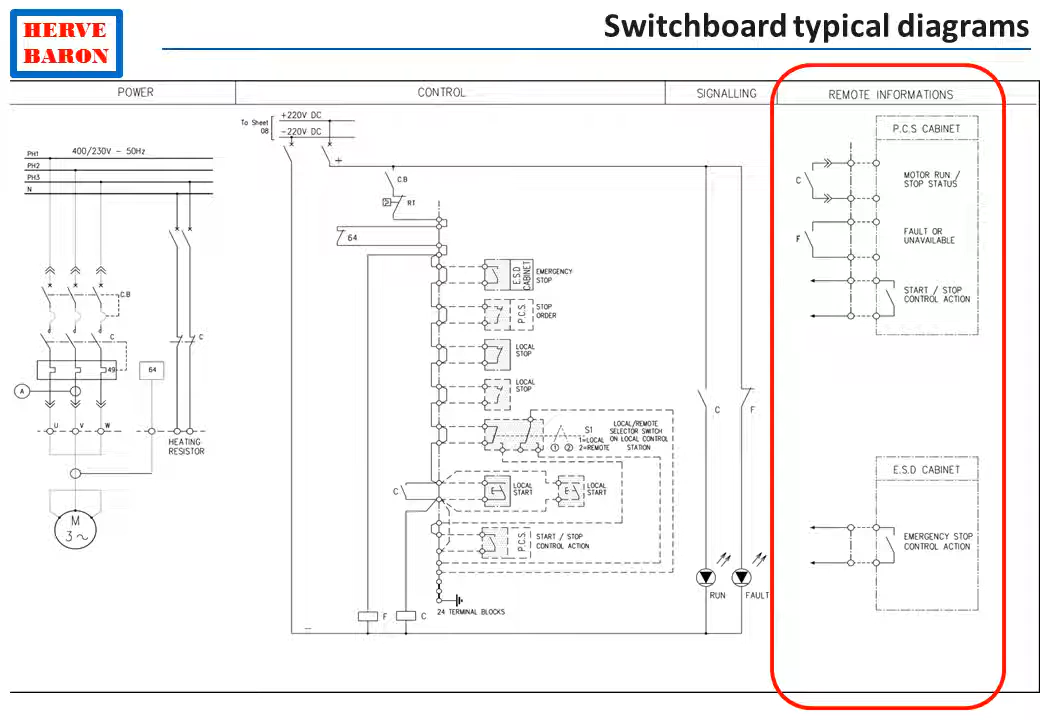 HERVE
BARON
Switchboard typical diagrams
POWER
CONTROL
SIGNALLING
REMOTE INFORMATIONS
To Sheet
08
+220V DC
-220V DC
+
400/230V - 50Hz
PH1
PH2
PH3
N
C.B
C
49
64
A
U
V
W
HEATING
RESISTOR
M
3 ~
C
C.B
RT
64
E.S.D
CABINET
EMERGENCY
STOP
P.C.S.
STOP
ORDER
LOCAL
STOP
LOCAL
STOP
S1
1=LOCAL
2=REMOTE
1
2
LOCAL/REMOTE
SELECTOR SWITCH
ON LOCAL CONTROL
STATION
C
E
LOCAL
START
E
LOCAL
START
P.C.S.
START / STOP
CONTROL ACTION
24 TERMINAL BLOCKS
F
C
-
C
F
RUN
FAULT
P.C.S CABINET
C
MOTOR RUN /
STOP STATUS
F
FAULT OR
UNAVAILABLE
START / STOP
CONTROL ACTION
E.S.D CABINET
EMERGENCY STOP
CONTROL ACTION